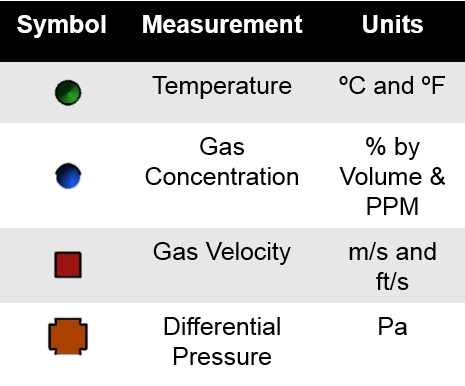 Symbol Measurement Units
Temperature ºC and ºF
Gas Concentration % by Volume & PPM
Gas Velocity m/s and ft/s
Differential Pressure Pa